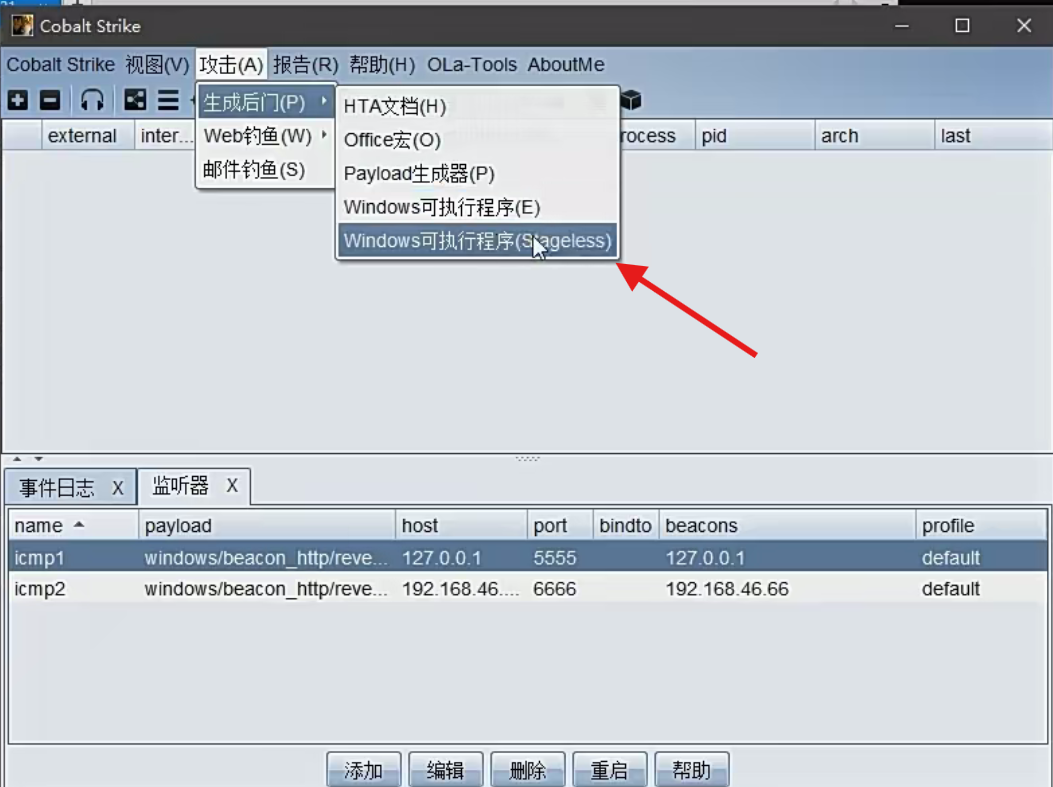 Cobalt Strike
Cobalt Strike 视图(V) 攻击(A) 报告(R) 帮助(H) OLa-Tools AboutMe
生成后门(P)
Web钓鱼(W)
邮件钓鱼(S)
HTA文档(H)
Office宏(O)
Payload生成器(P)
Windows可执行程序(E)
Windows可执行程序(Stageless)
external inter... rocess pid arch last
事件日志 X 监听器 X
name payload host port bindto beacons profile
icmp1 windows/beacon_http/reve... 127.0.0.1 5555 127.0.0.1 default
icmp2 windows/beacon_http/reve... 192.168.46.... 6666 192.168.46.66 default
添加 编辑 删除 重启 帮助